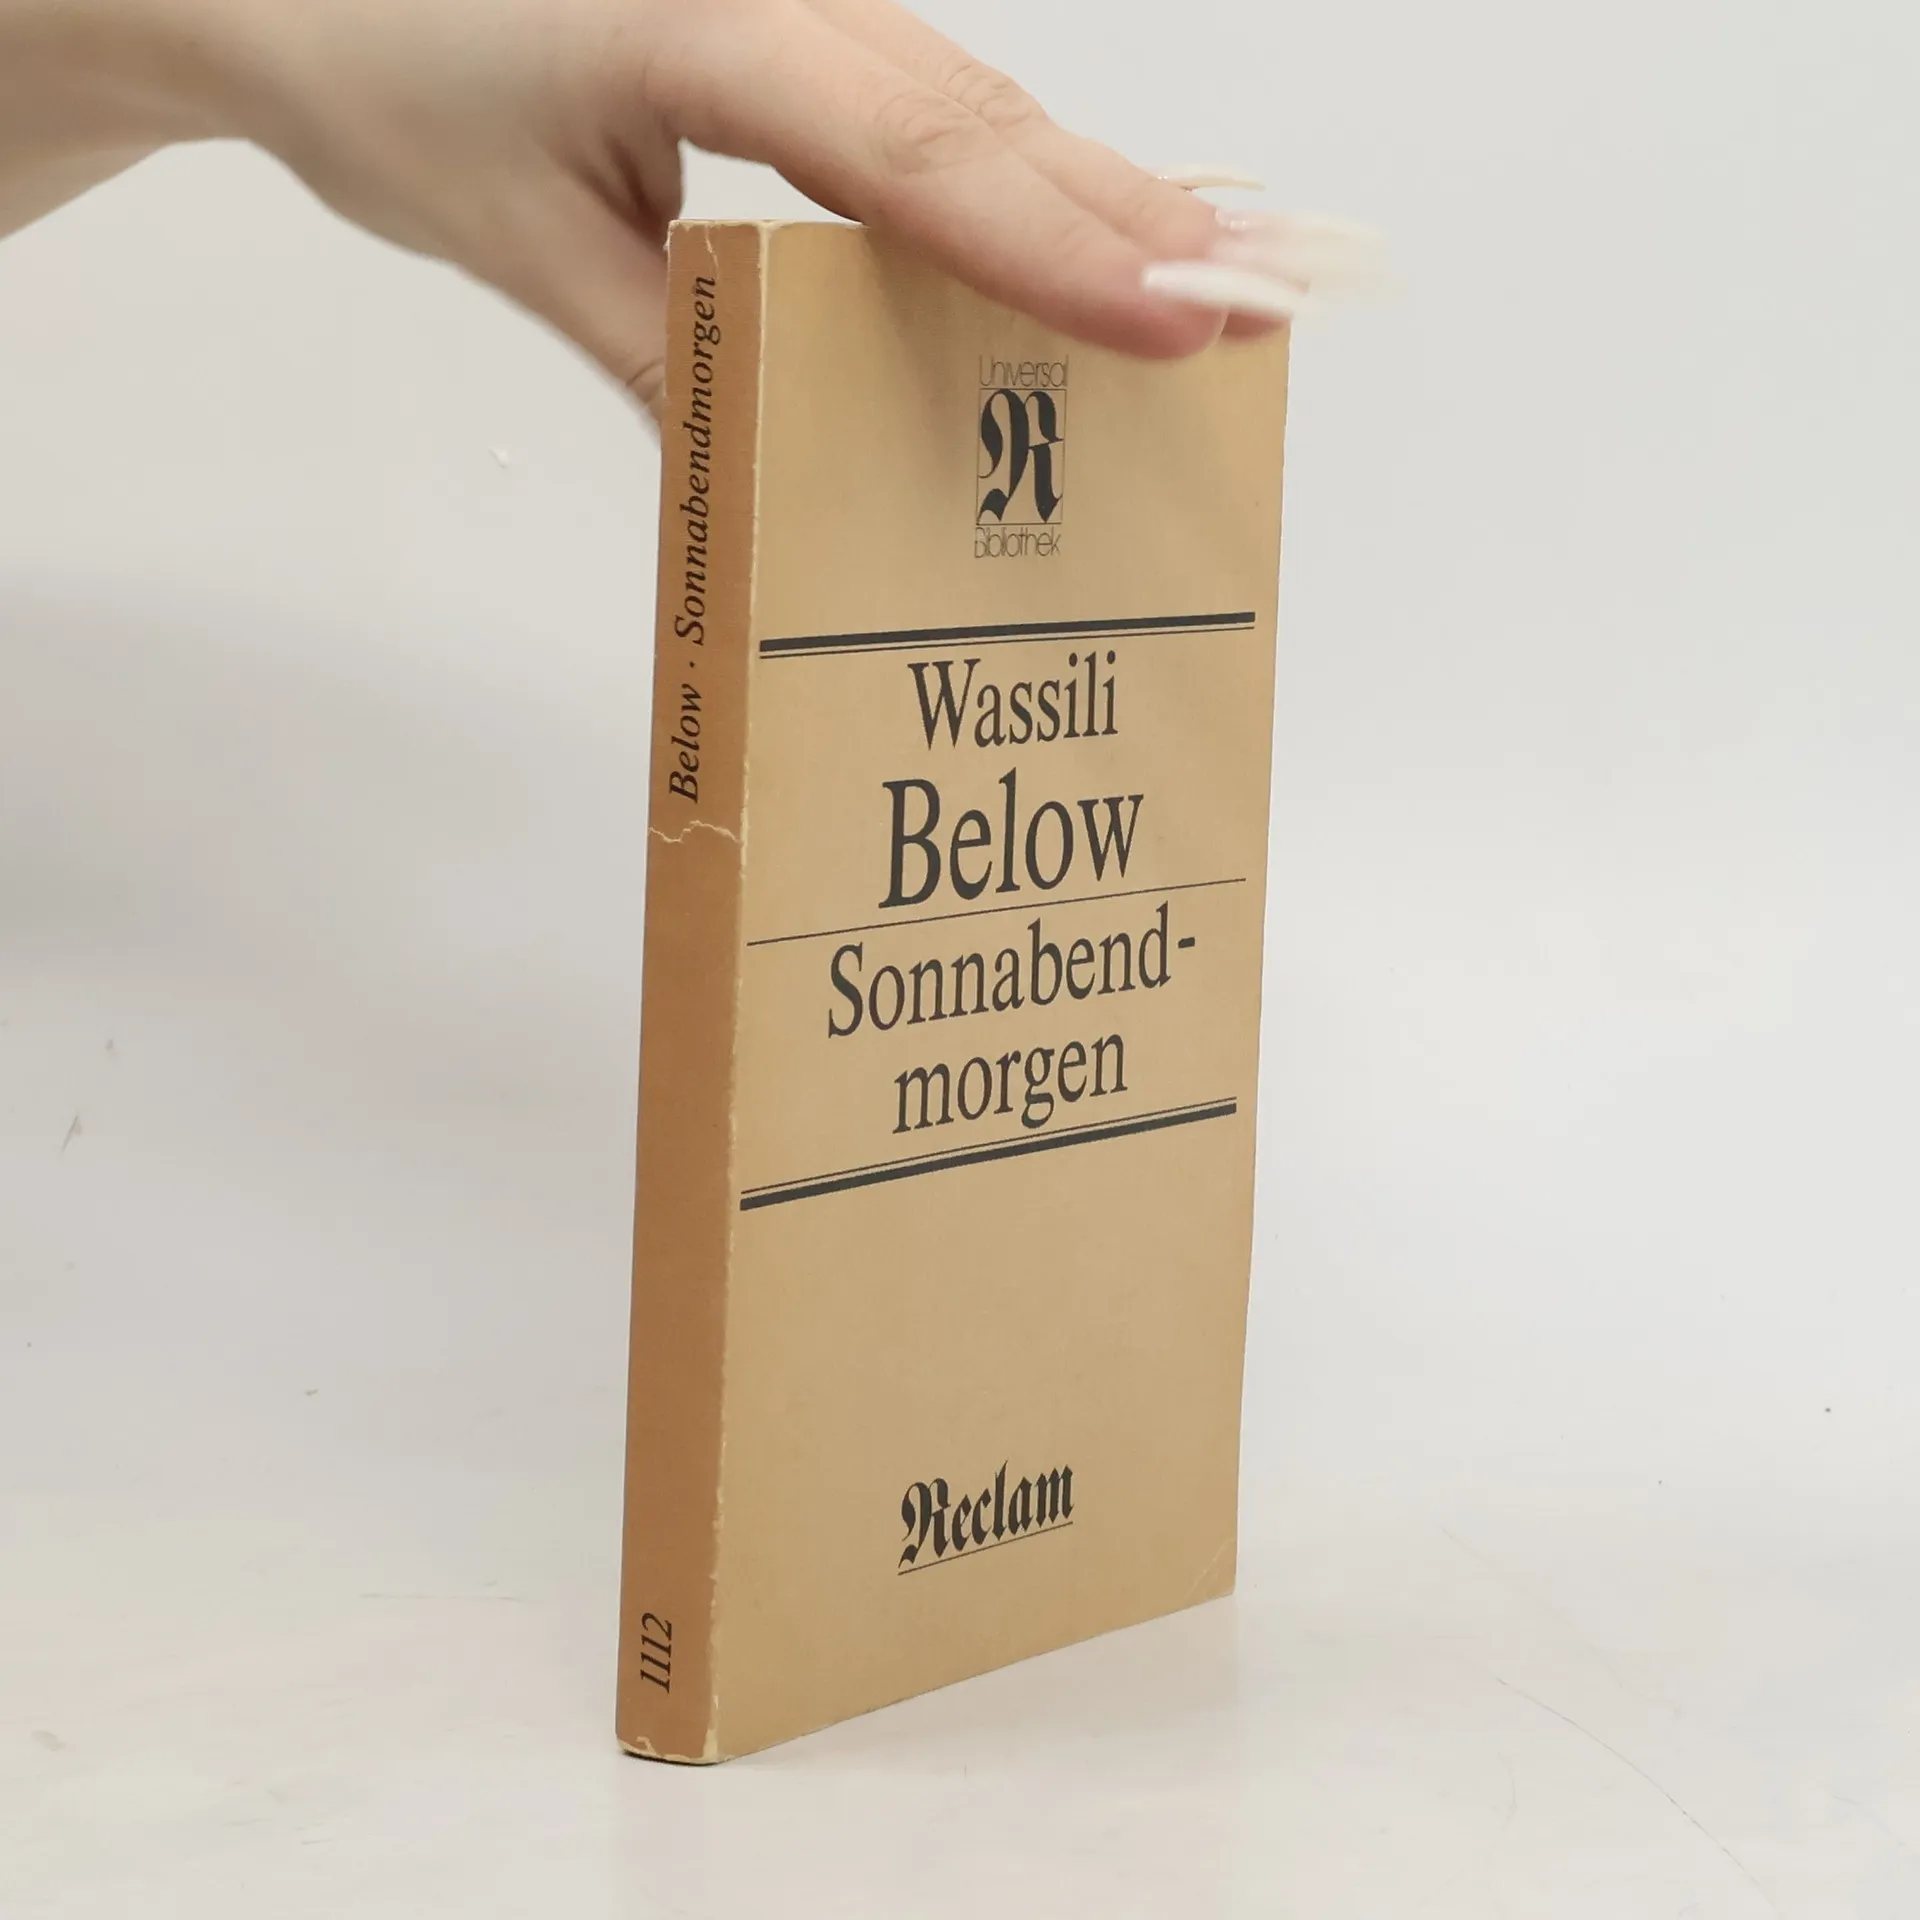 Below · Sonnabendmorgen
1112
Universal
R
Bibliothek
Wassili
Below
Sonnabend-
morgen
Reclam